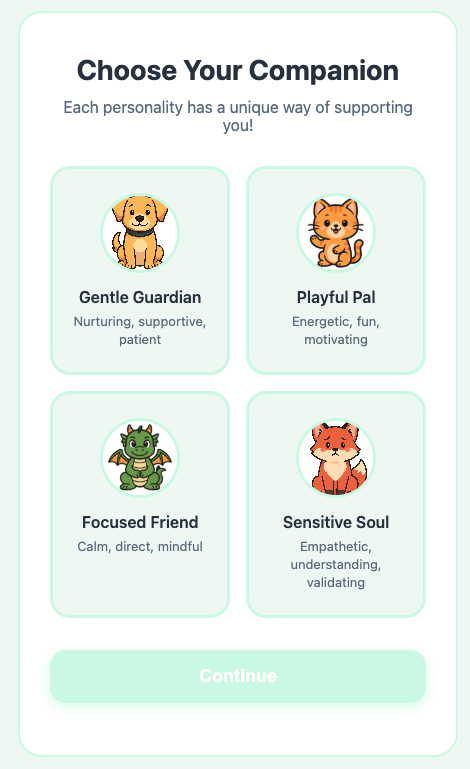 Choose Your Companion
Each personality has a unique way of supporting
you!
Gentle Guardian
Nurturing, supportive,
patient
Playful Pal
Energetic, fun,
motivating
Focused Friend
Calm, direct, mindful
Sensitive Soul
Empathetic,
understanding,
validating
Continue